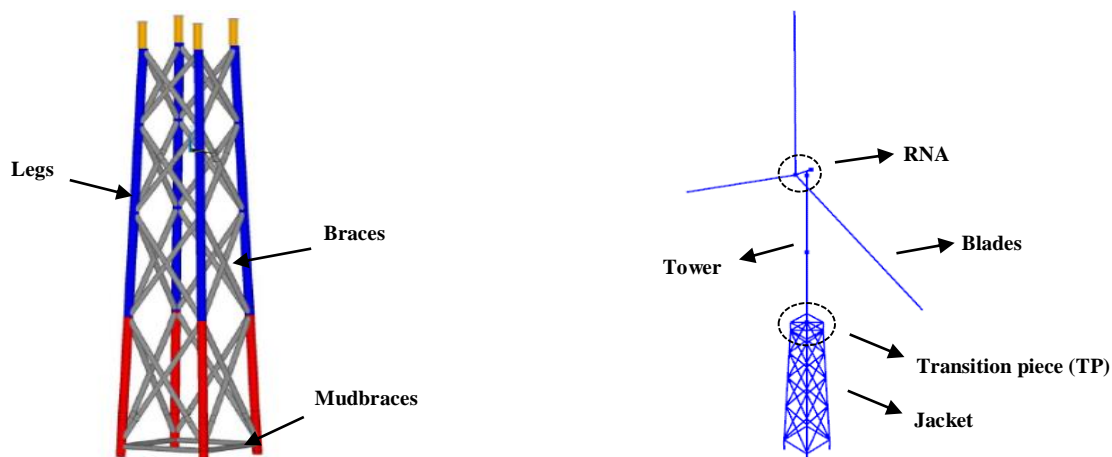 Legs
Braces
Mudbraces
RNA
Blades
Tower
Transition piece (TP)
Jacket